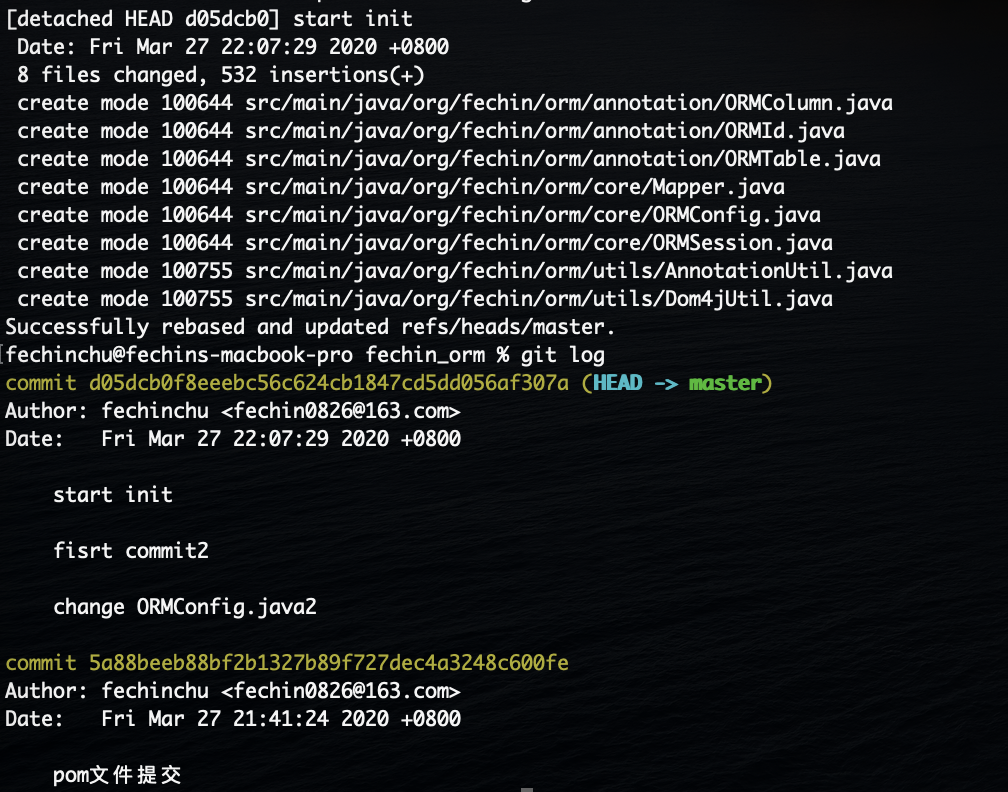 [detached HEAD d05dcb0] start init
Date: Fri Mar 27 22:07:29 2020 +0800
8 files changed, 532 insertions(+)
create mode 100644 src/main/java/org/fechin/orm/annotation/ORMColumn.java
create mode 100644 src/main/java/org/fechin/orm/annotation/ORMId.java
create mode 100644 src/main/java/org/fechin/orm/annotation/ORMTable.java
create mode 100644 src/main/java/org/fechin/orm/core/Mapper.java
create mode 100644 src/main/java/org/fechin/orm/core/ORMConfig.java
create mode 100644 src/main/java/org/fechin/orm/core/ORMSession.java
create mode 100755 src/main/java/org/fechin/orm/utils/AnnotationUtil.java
create mode 100755 src/main/java/org/fechin/orm/utils/Dom4jUtil.java
Successfully rebased and updated refs/heads/master.
[fechinchu@fechins-macbook-pro fechin_orm % git log
commit d05dcb0f8eeebc56c624cb1847cd5dd056af307a (HEAD -> master)
Author: fechinchu <fechin0826@163.com>
Date:   Fri Mar 27 22:07:29 2020 +0800
start init
fisrt commit2
change ORMConfig.java2
commit 5a88beeb88bf2b1327b89f727dec4a3248c600fe
Author: fechinchu <fechin0826@163.com>
Date:   Fri Mar 27 21:41:24 2020 +0800
pom文件提交